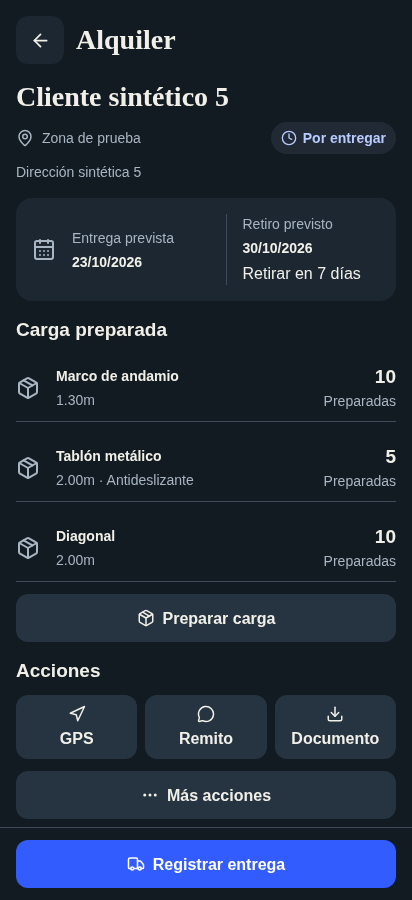 Alquiler
Cliente sintético 5
Zona de prueba
Por entregar
Dirección sintética 5
Entrega prevista
23/10/2026
Retiro previsto
30/10/2026
Retirar en 7 días
Carga preparada
Marco de andamio
1.30m
10
Preparadas
Tablón metálico
2.00m · Antideslizante
5
Preparadas
Diagonal
2.00m
10
Preparadas
Preparar carga
Acciones
GPS
Remito
Documento
Más acciones
Registrar entrega